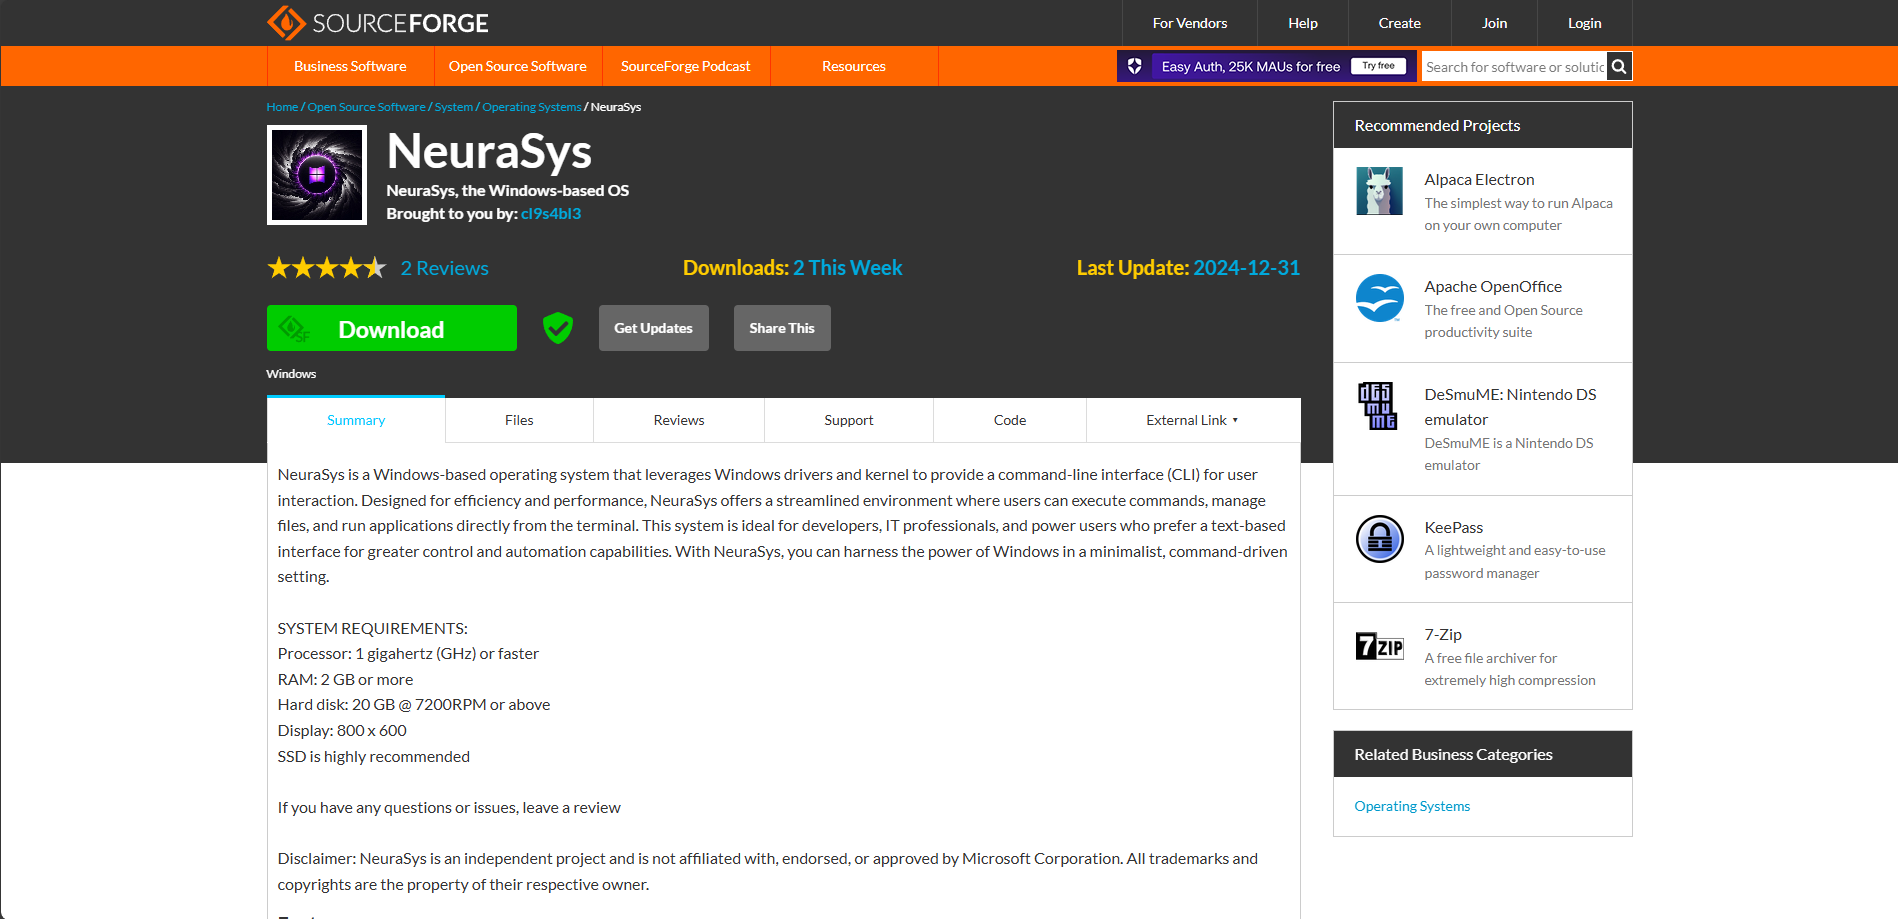 SOURCEFORGE
For Vendors
Help
Create
Join
Login
Business Software
Open Source Software
SourceForge Podcast
Resources
Easy Auth, 25K MAUs for free
Try free
Search for software or solutic
Home / Open Source Software / System / Operating Systems / NeuraSys
NeuraSys
NeuraSys, the Windows-based OS
Brought to you by: cl9s4bl3
2 Reviews
Downloads: 2 This Week
Last Update: 2024-12-31
SF
Download
Get Updates
Share This
Windows
Summary
Files
Reviews
Support
Code
External Link ▾
NeuraSys is a Windows-based operating system that leverages Windows drivers and kernel to provide a command-line interface (CLI) for user
interaction. Designed for efficiency and performance, NeuraSys offers a streamlined environment where users can execute commands, manage
files, and run applications directly from the terminal. This system is ideal for developers, IT professionals, and power users who prefer a text-based
interface for greater control and automation capabilities. With NeuraSys, you can harness the power of Windows in a minimalist, command-driven
setting.
SYSTEM REQUIREMENTS:
Processor: 1 gigahertz (GHz) or faster
RAM: 2 GB or more
Hard disk: 20 GB @ 7200RPM or above
Display: 800 x 600
SSD is highly recommended
If you have any questions or issues, leave a review
Disclaimer: NeuraSys is an independent project and is not affiliated with, endorsed, or approved by Microsoft Corporation. All trademarks and
copyrights are the property of their respective owner.
Recommended Projects
Alpaca Electron
The simplest way to run Alpaca
on your own computer
Apache OpenOffice
The free and Open Source
productivity suite
DeSmuME
DeSmuME: Nintendo DS
emulator
DeSmuME is a Nintendo DS
emulator
KeePass
A lightweight and easy-to-use
password manager
7ZIP
7-Zip
A free file archiver for
extremely high compression
Related Business Categories
Operating Systems